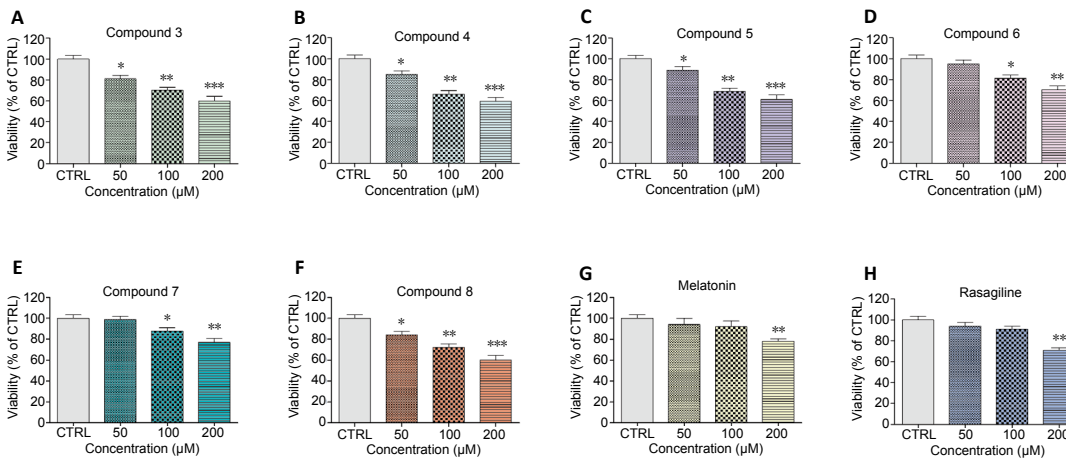 A
Compound 3
Viability (% of CTRL)
120
100
80
60
40
20
0
*
**
***
CTRL 50 100 200
Concentration (µM)
B
Compound 4
Viability (% of CTRL)
120
100
80
60
40
20
0
*
**
***
CTRL 50 100 200
Concentration (µM)
C
Compound 5
Viability (% of CTRL)
120
100
80
60
40
20
0
*
**
***
CTRL 50 100 200
Concentration (µM)
D
Compound 6
Viability (% of CTRL)
120
100
80
60
40
20
0
*
**
CTRL 50 100 200
Concentration (µM)
E
Compound 7
Viability (% of CTRL)
120
100
80
60
40
20
0
*
**
CTRL 50 100 200
Concentration (µM)
F
Compound 8
Viability (% of CTRL)
120
100
80
60
40
20
0
*
**
***
CTRL 50 100 200
Concentration (µM)
G
Melatonin
Viability (% of CTRL)
120
100
80
60
40
20
0
**
CTRL 50 100 200
Concentration (µM)
H
Rasagiline
Viability (% of CTRL)
120
100
80
60
40
20
0
**
CTRL 50 100 200
Concentration (µM)